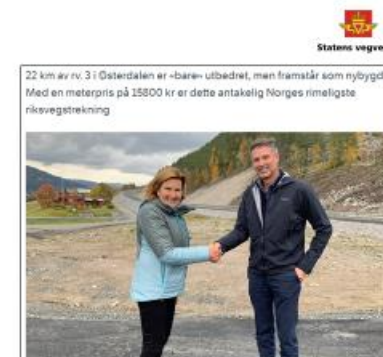 Statens vegve
22 km av rv. 3 i Østerdalen er «bare» utbedret, men framstår som nybygd
Med en meterpris på 15800 kr er dette antakelig Norges rimeligste
riksvegstrekning